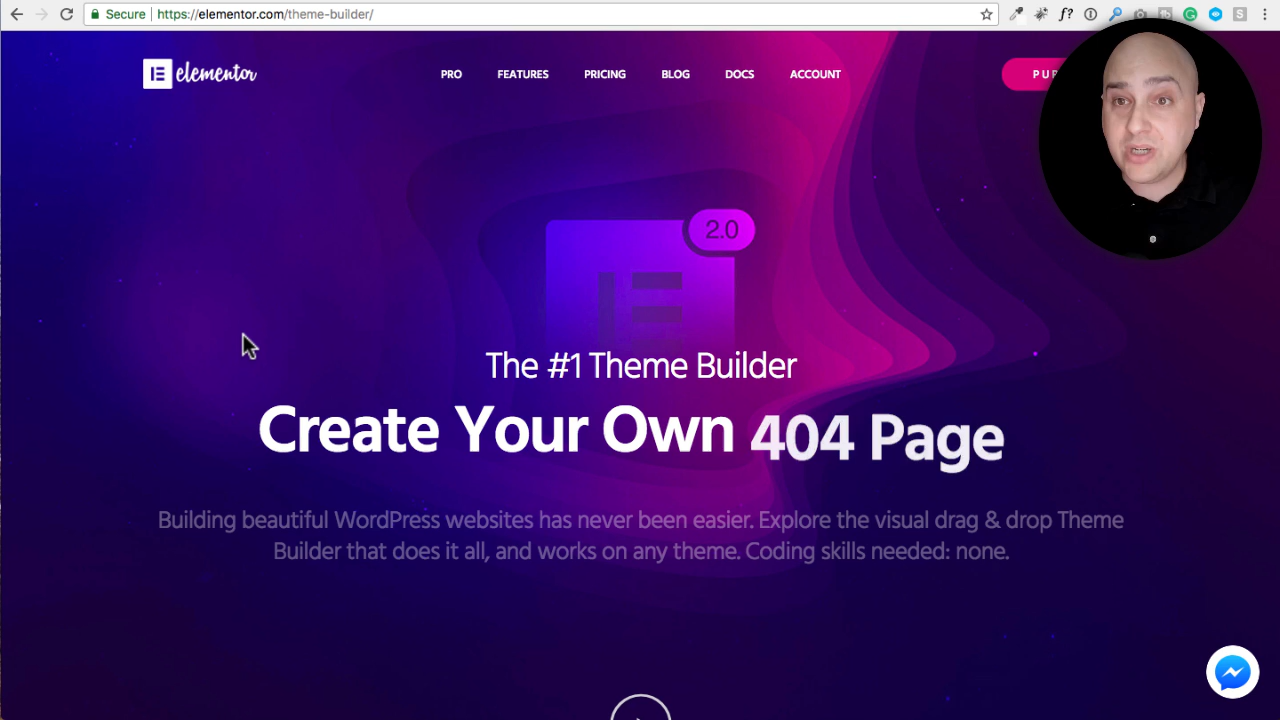 Secure https://elementor.com/theme-builder/
elementor
PRO FEATURES PRICING BLOG DOCS ACCOUNT
2.0
The #1 Theme Builder
Create Your Own 404 Page
Building beautiful WordPress websites has never been easier. Explore the visual drag & drop Theme
Builder that does it all, and works on any theme. Coding skills needed: none.